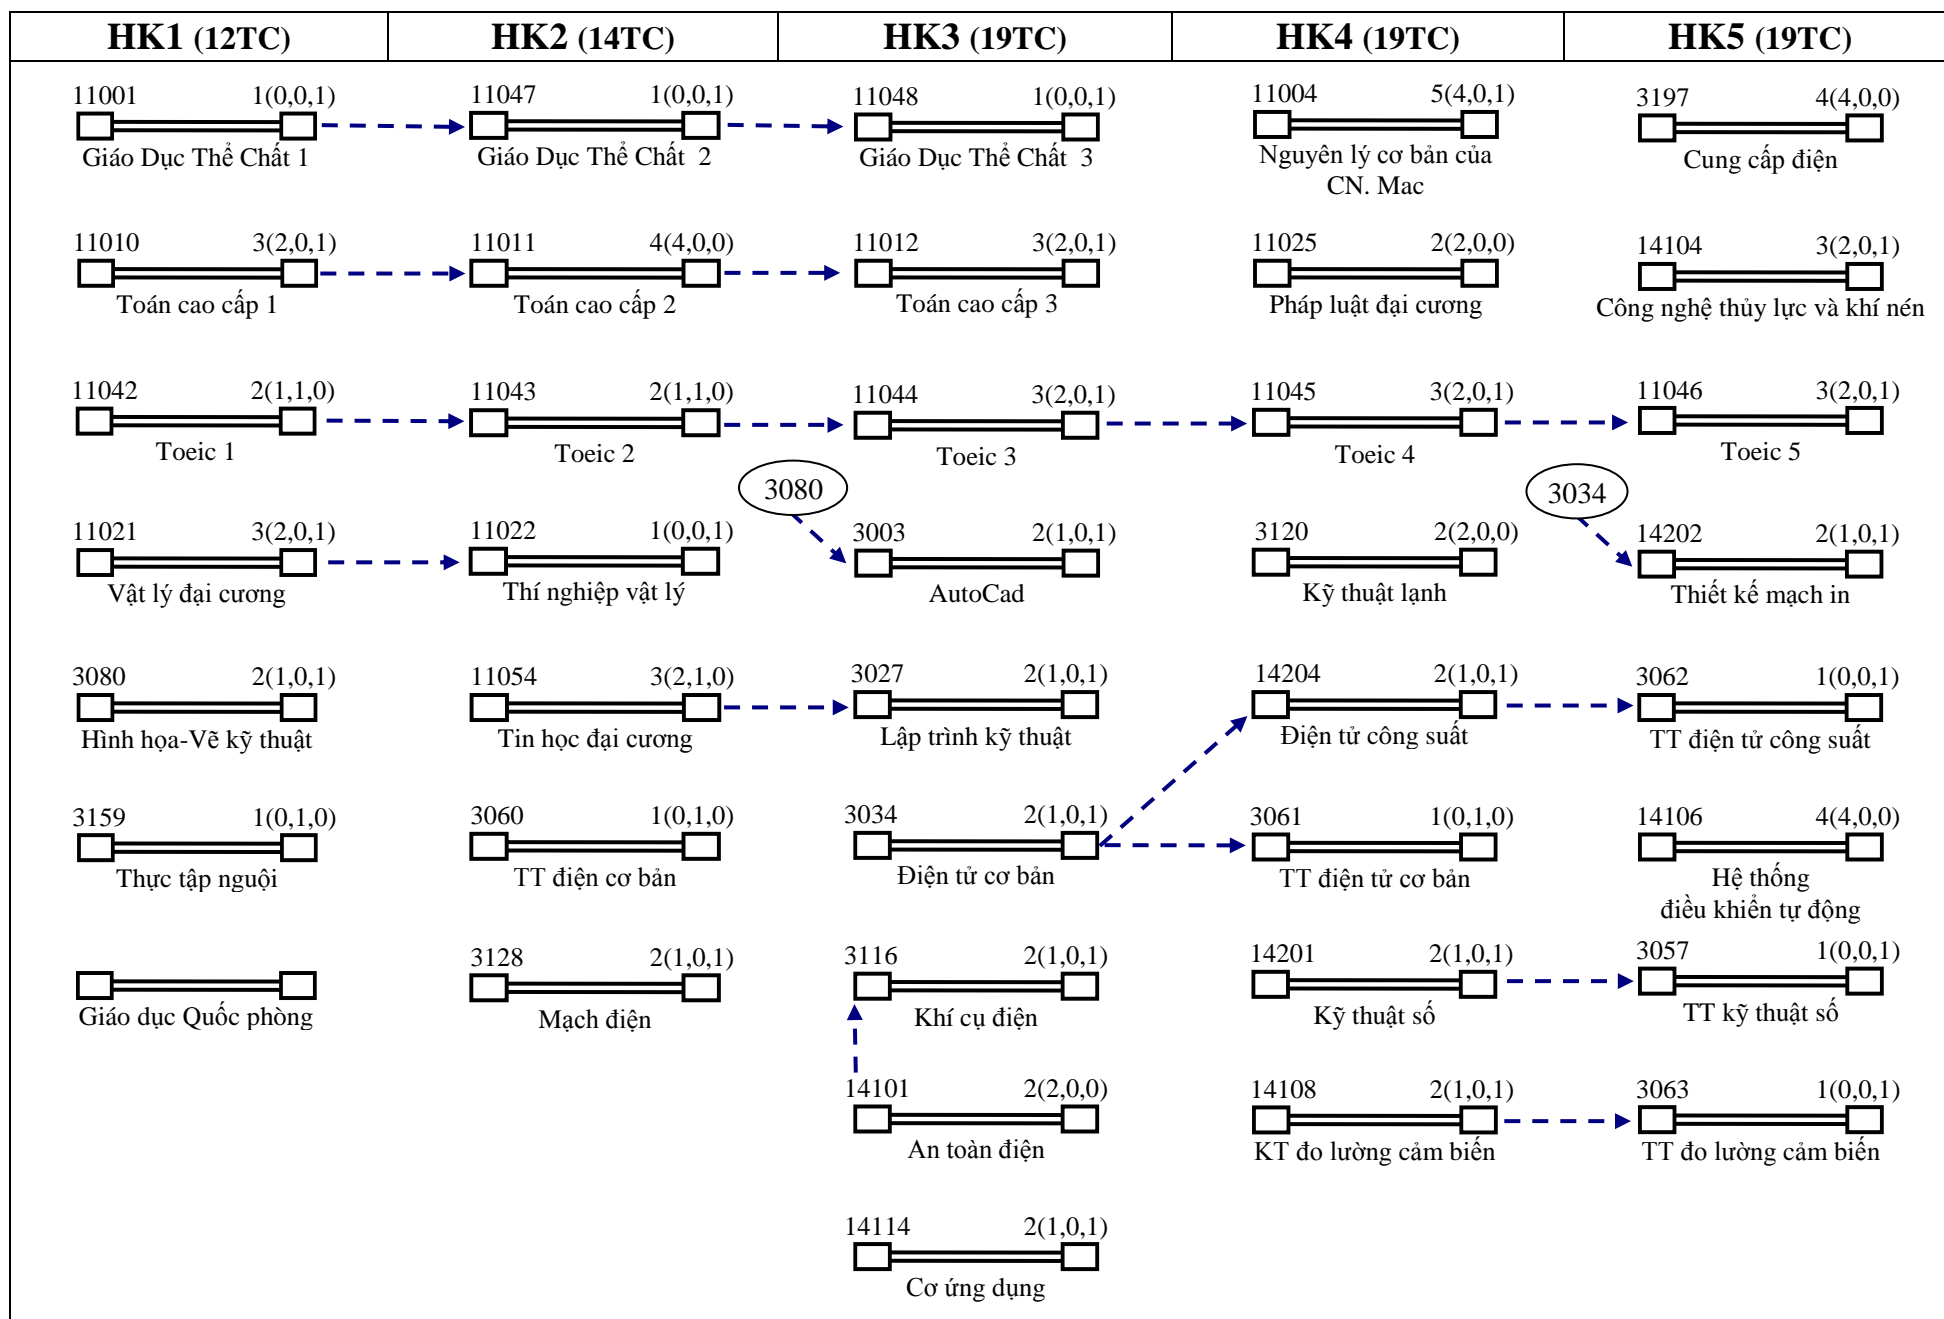 HK1 (12TC) HK2 (14TC) HK3 (19TC) HK4 (19TC) HK5 (19TC)
11001 1(0,0,1) 11047 1(0,0,1) 11048 1(0,0,1) 11004 5(4,0,1) 3197 4(4,0,0)
Giáo Dục Thể Chất 1 Giáo Dục Thể Chất 2 Giáo Dục Thể Chất 3 Nguyên lý cơ bản của Cung cấp điện
CN. Mac
11010 3(2,0,1) 11011 4(4,0,0) 11012 3(2,0,1) 11025 2(2,0,0) 14104 3(2,0,1)
Toán cao cấp 1 Toán cao cấp 2 Toán cao cấp 3 Pháp luật đại cương Công nghệ thủy lực và khí nén
11042 2(1,1,0) 11043 2(1,1,0) 11044 3(2,0,1) 11045 3(2,0,1) 11046 3(2,0,1)
Toeic 1 Toeic 2 Toeic 3 Toeic 4 Toeic 5
3080 3034
11021 3(2,0,1) 11022 1(0,0,1) 3003 2(1,0,1) 3120 2(2,0,0) 14202 2(1,0,1)
Vật lý đại cương Thí nghiệp vật lý AutoCad Kỹ thuật lạnh Thiết kế mạch in
3080 2(1,0,1) 11054 3(2,1,0) 3027 2(1,0,1) 14204 2(1,0,1) 3062 1(0,0,1)
Hình họa-Vẽ kỹ thuật Tin học đại cương Lập trình kỹ thuật Điện tử công suất TT điện tử công suất
3159 1(0,1,0) 3060 1(0,1,0) 3034 2(1,0,1) 3061 1(0,1,0) 14106 4(4,0,0)
Thực tập nguội TT điện cơ bản Điện tử cơ bản TT điện tử cơ bản Hệ thống
điều khiển tự động
3128 2(1,0,1) 3116 2(1,0,1) 14201 2(1,0,1) 3057 1(0,0,1)
Giáo dục Quốc phòng Mạch điện Khí cụ điện Kỹ thuật số TT kỹ thuật số
14101 2(2,0,0) 14108 2(1,0,1) 3063 1(0,0,1)
An toàn điện KT đo lường cảm biến TT đo lường cảm biến
14114 2(1,0,1)
Cơ ứng dụng